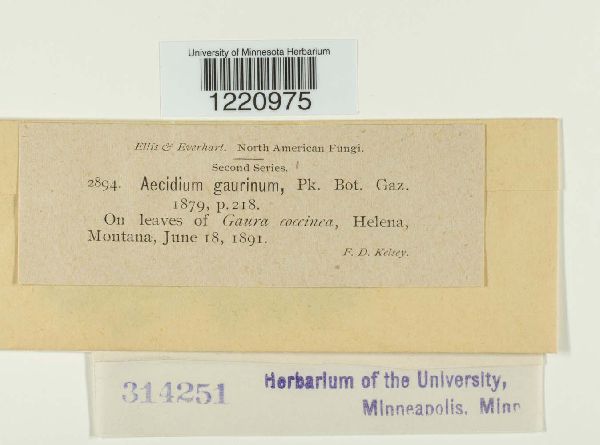 University of Minnesota Herbarium
1220975
Ellis & Everhart. North American Fungi.
Second Series.
2894. Aecidium gaurinum, Pk. Bot. Gaz.
1879, p. 218.
On leaves of Gaura coccinea, Helena,
Montana, June 18, 1891.
F. D. Kelsey.
314251 Herbarium of the University,
Minneapolis. Minn